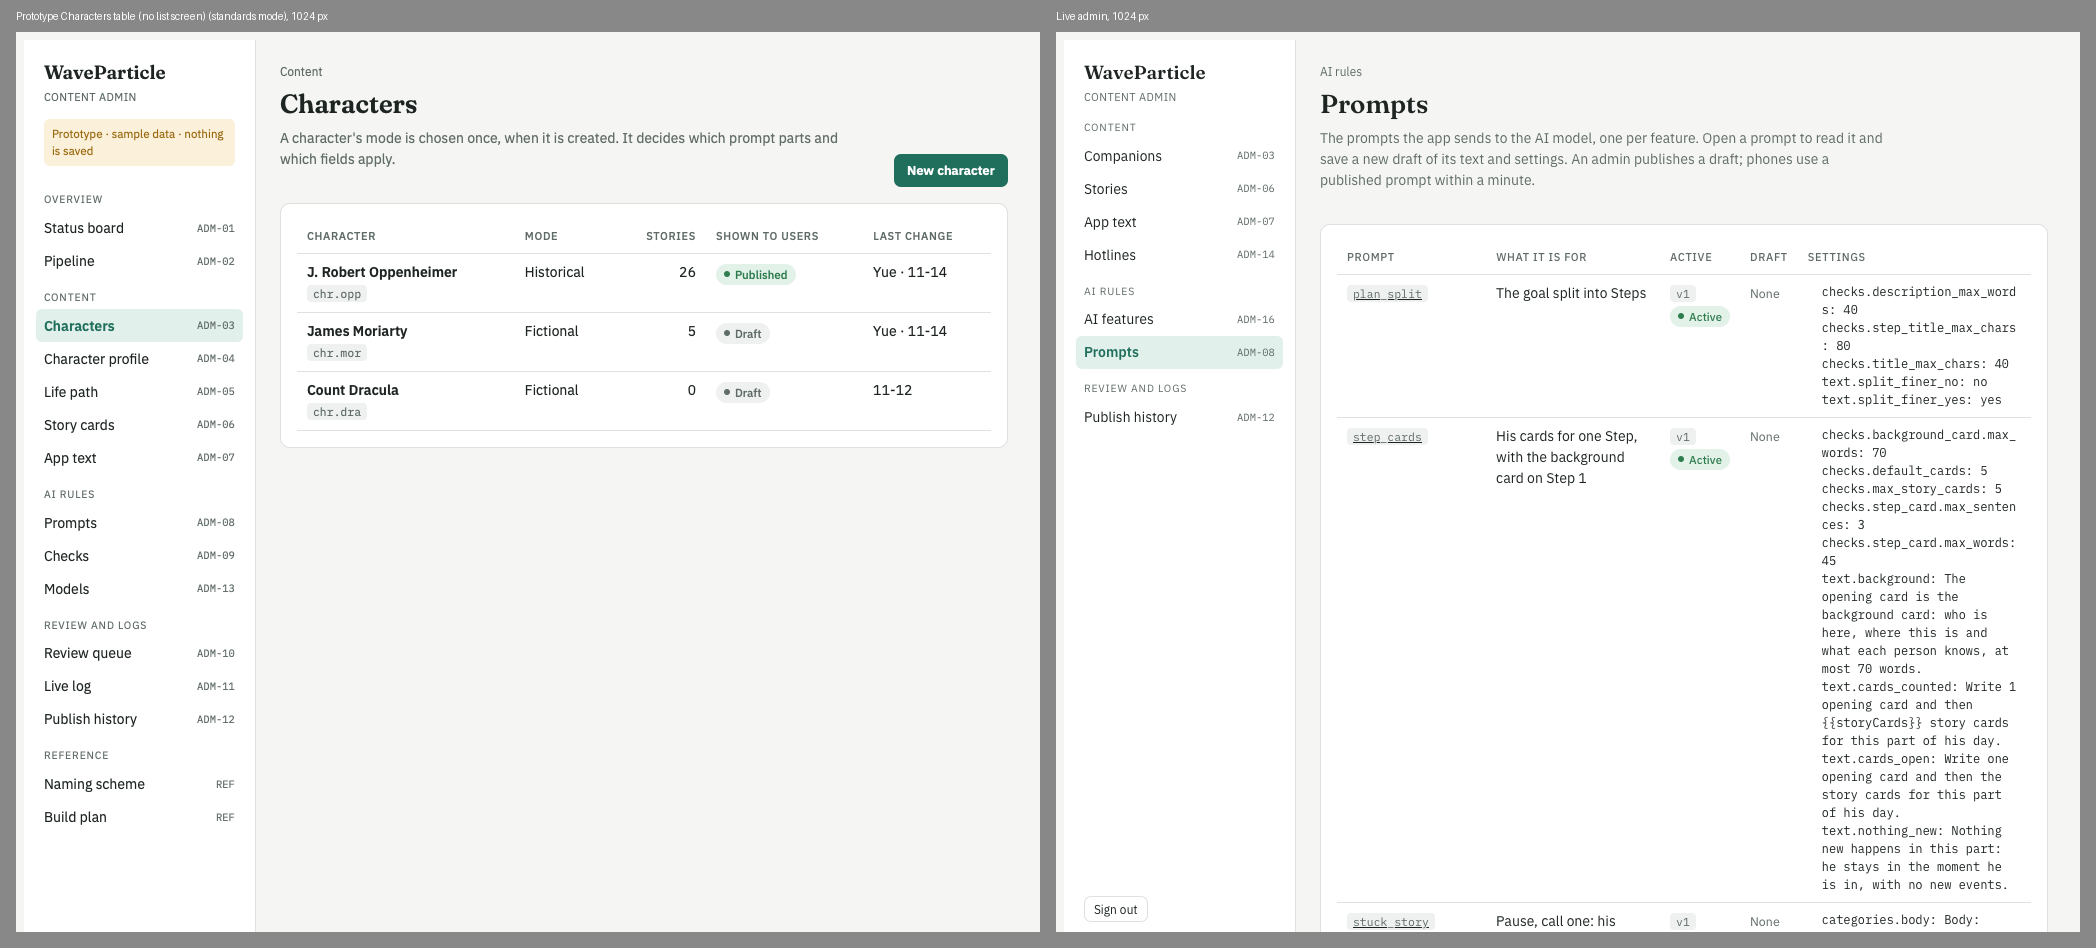 Prototype Characters table (no list screen) (standards mode), 1024 px
WaveParticle
CONTENT ADMIN
Prototype · sample data · nothing
is saved
OVERVIEW
Status board ADM-01
Pipeline ADM-02
CONTENT
Characters ADM-03
Character profile ADM-04
Life path ADM-05
Story cards ADM-06
App text ADM-07
AI RULES
Prompts ADM-08
Checks ADM-09
Models ADM-13
REVIEW AND LOGS
Review queue ADM-10
Live log ADM-11
Publish history ADM-12
REFERENCE
Naming scheme REF
Build plan REF
Content
Characters
A character's mode is chosen once, when it is created. It decides which prompt parts and
which fields apply.
New character
CHARACTER MODE STORIES SHOWN TO USERS LAST CHANGE
J. Robert Oppenheimer Historical 26 Published Yue · 11-14
chr.opp
James Moriarty Fictional 5 Draft Yue · 11-14
chr.mor
Count Dracula Fictional 0 Draft 11-12
chr.dra
Live admin, 1024 px
WaveParticle
CONTENT ADMIN
CONTENT
Companions ADM-03
Stories ADM-06
App text ADM-07
Hotlines ADM-14
AI RULES
AI features ADM-16
Prompts ADM-08
REVIEW AND LOGS
Publish history ADM-12
Sign out
AI rules
Prompts
The prompts the app sends to the AI model, one per feature. Open a prompt to read it and
save a new draft of its text and settings. An admin publishes a draft; phones use a
published prompt within a minute.
PROMPT WHAT IT IS FOR ACTIVE DRAFT SETTINGS
plan_split The goal split into Steps v1 Active None
checks.description_max_word
s: 40
checks.step_title_max_chars
: 80
checks.title_max_chars: 40
text.split_finer_no: no
text.split_finer_yes: yes
step_cards His cards for one Step, v1 None
with the background Active
card on Step 1
checks.background_card.max_
words: 70
checks.default_cards: 5
checks.max_story_cards: 5
checks.step_card.max_senten
ces: 3
checks.step_card.max_words:
45
text.background: The
opening card is the
background card: who is
here, where this is and
what each person knows, at
most 70 words.
text.cards_counted: Write 1
opening card and then
{{storyCards}} story cards
for this part of his day.
text.cards_open: Write one
opening card and then the
story cards for this part
of his day.
text.nothing_new: Nothing
new happens in this part:
he stays in the moment he
is in, with no new events.
stuck_story Pause, call one: his v1 None categories.body: Body: